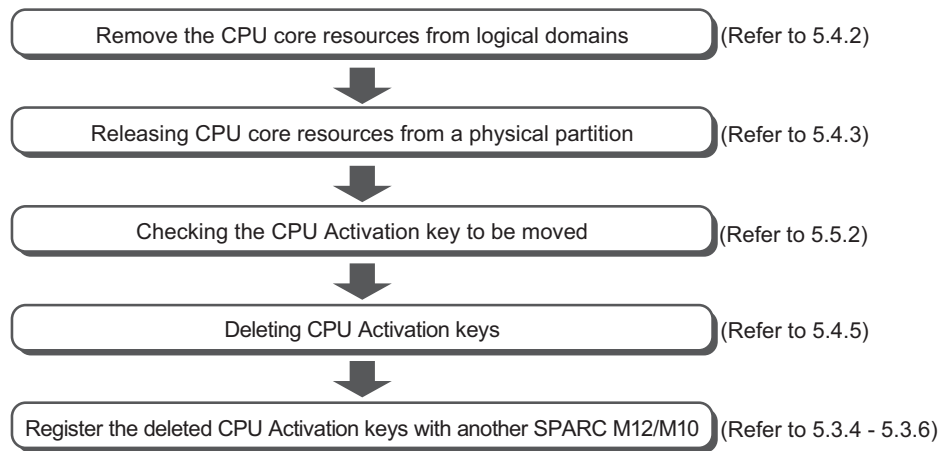 Remove the CPU core resources from logical domains (Refer to 5.4.2)
Releasing CPU core resources from a physical partition (Refer to 5.4.3)
Checking the CPU Activation key to be moved (Refer to 5.5.2)
Deleting CPU Activation keys (Refer to 5.4.5)
Register the deleted CPU Activation keys with another SPARC M12/M10 (Refer to 5.3.4 - 5.3.6)